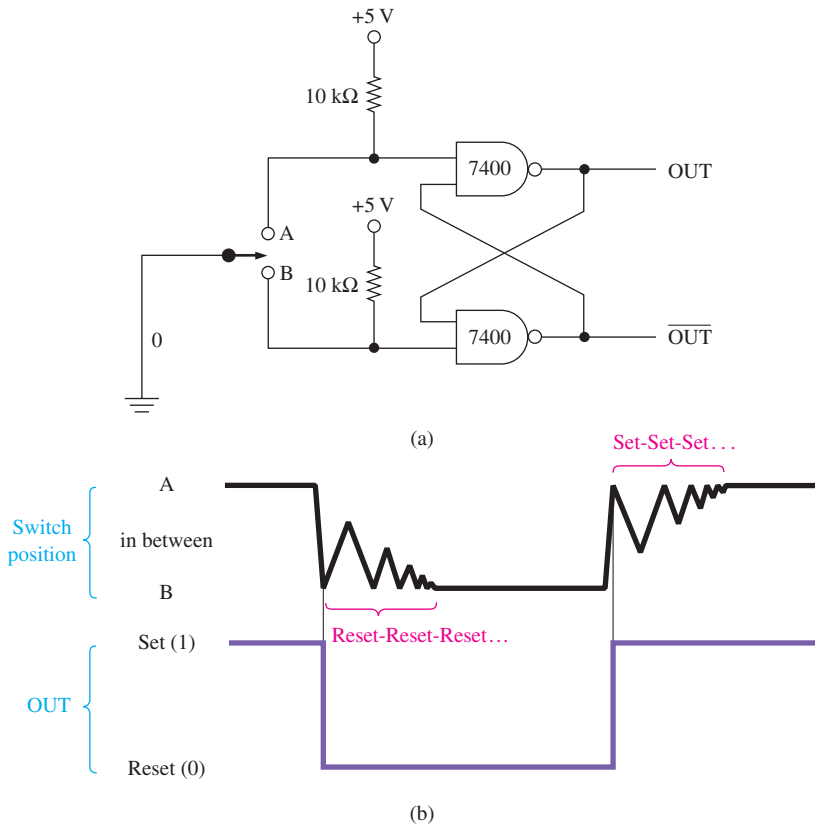 +5 V
10 kΩ
7400
OUT
+5 V
A
B
10 kΩ
7400
OUT
0
(a)
Set-Set-Set...
A
Switch
position
in between
B
Reset-Reset-Reset...
Set (1)
OUT
Reset (0)
(b)